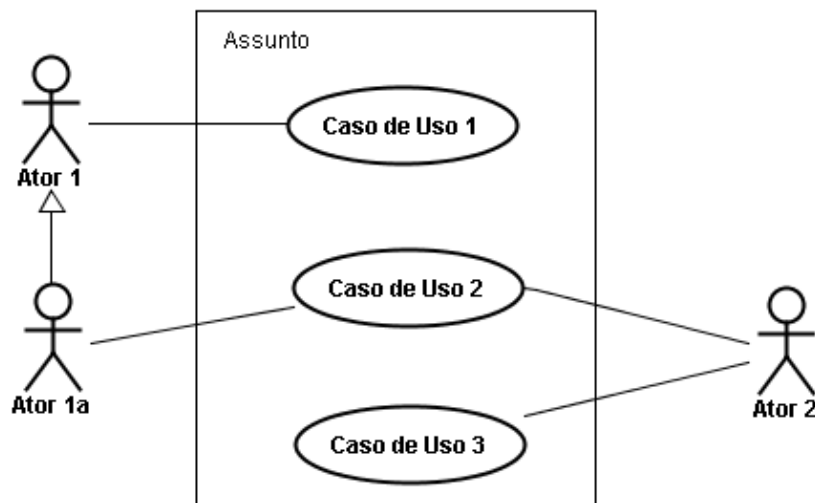 Assunto
Caso de Uso 1
Ator 1
Caso de Uso 2
Ator 1a
Ator 2
Caso de Uso 3